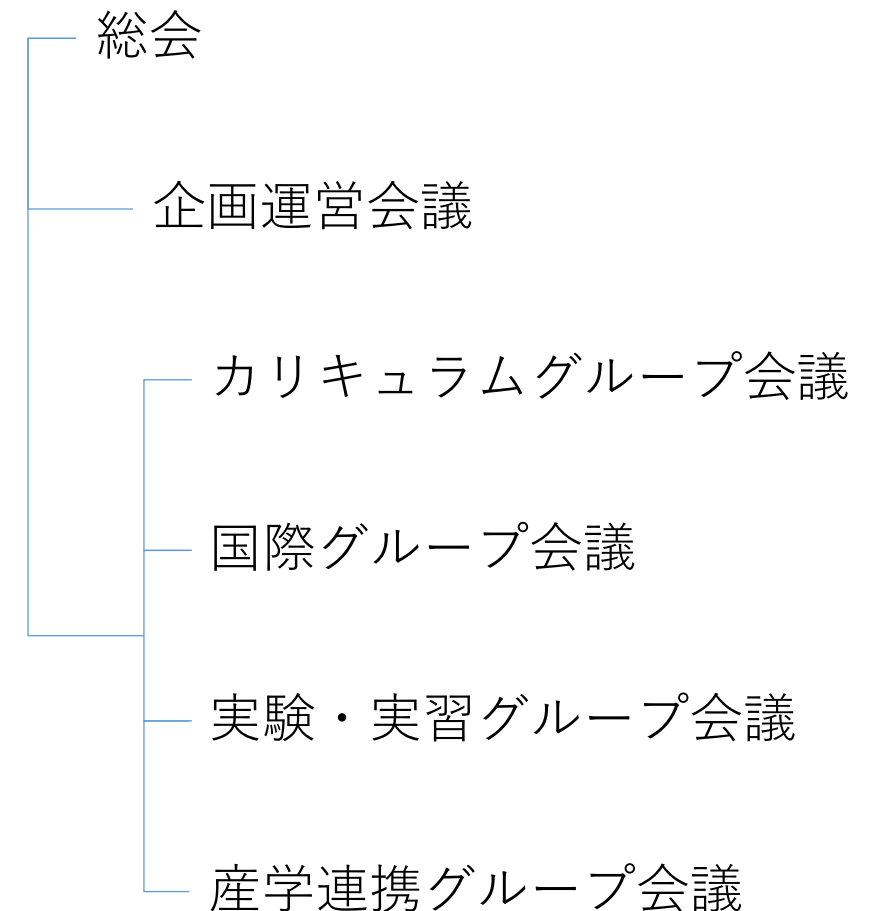 総会
企画運営会議
カリキュラムグループ会議
国際グループ会議
実験・実習グループ会議
産学連携グループ会議